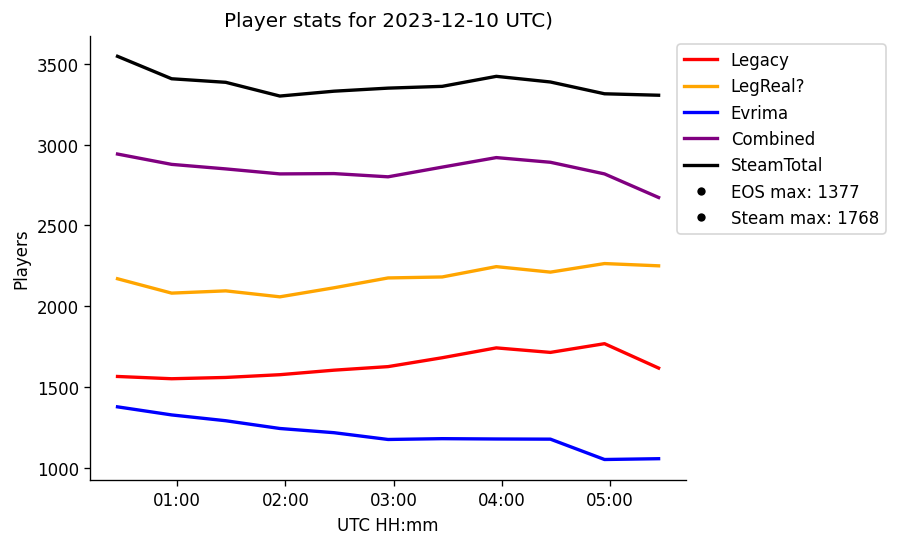 Player stats for 2023-12-10 UTC)
Legacy
LegReal?
Evrima
Combined
SteamTotal
EOS max: 1377
Steam max: 1768
Players
3500
3000
2500
2000
1500
1000
01:00
02:00
03:00
04:00
05:00
UTC HH:mm